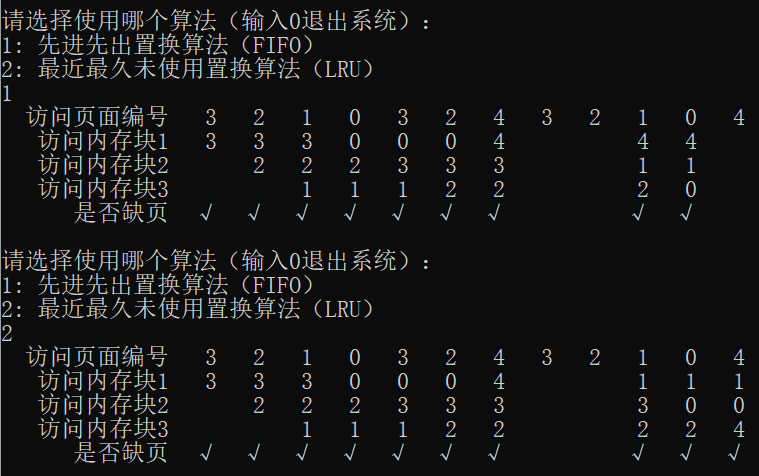 请选择使用哪个算法（输入0退出系统）：
1: 先进先出置换算法（FIFO）
2: 最近最久未使用置换算法（LRU）
1
访问页面编号 3 2 1 0 3 2 4 3 2 1 0 4
访问内存块1 3 3 3 0 0 0 4 4 4
访问内存块2 2 2 2 3 3 3 1 1
访问内存块3 1 1 1 2 2 2 0
是否缺页 √ √ √ √ √ √ √ √ √
请选择使用哪个算法（输入0退出系统）：
1: 先进先出置换算法（FIFO）
2: 最近最久未使用置换算法（LRU）
2
访问页面编号 3 2 1 0 3 2 4 3 2 1 0 4
访问内存块1 3 3 3 0 0 0 4 1 1 1
访问内存块2 2 2 2 3 3 3 3 0 0
访问内存块3 1 1 1 2 2 2 2 4
是否缺页 √ √ √ √ √ √ √ √ √ √